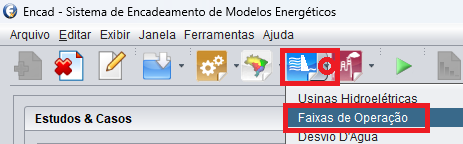 Encad - Sistema de Encadeamento de Modelos Energéticos
Arquivo Editar Exibir Janela Ferramentas Ajuda
Usinas Hidroelétricas
Estudos & Casos
Faixas de Operação
Desvio D'Água